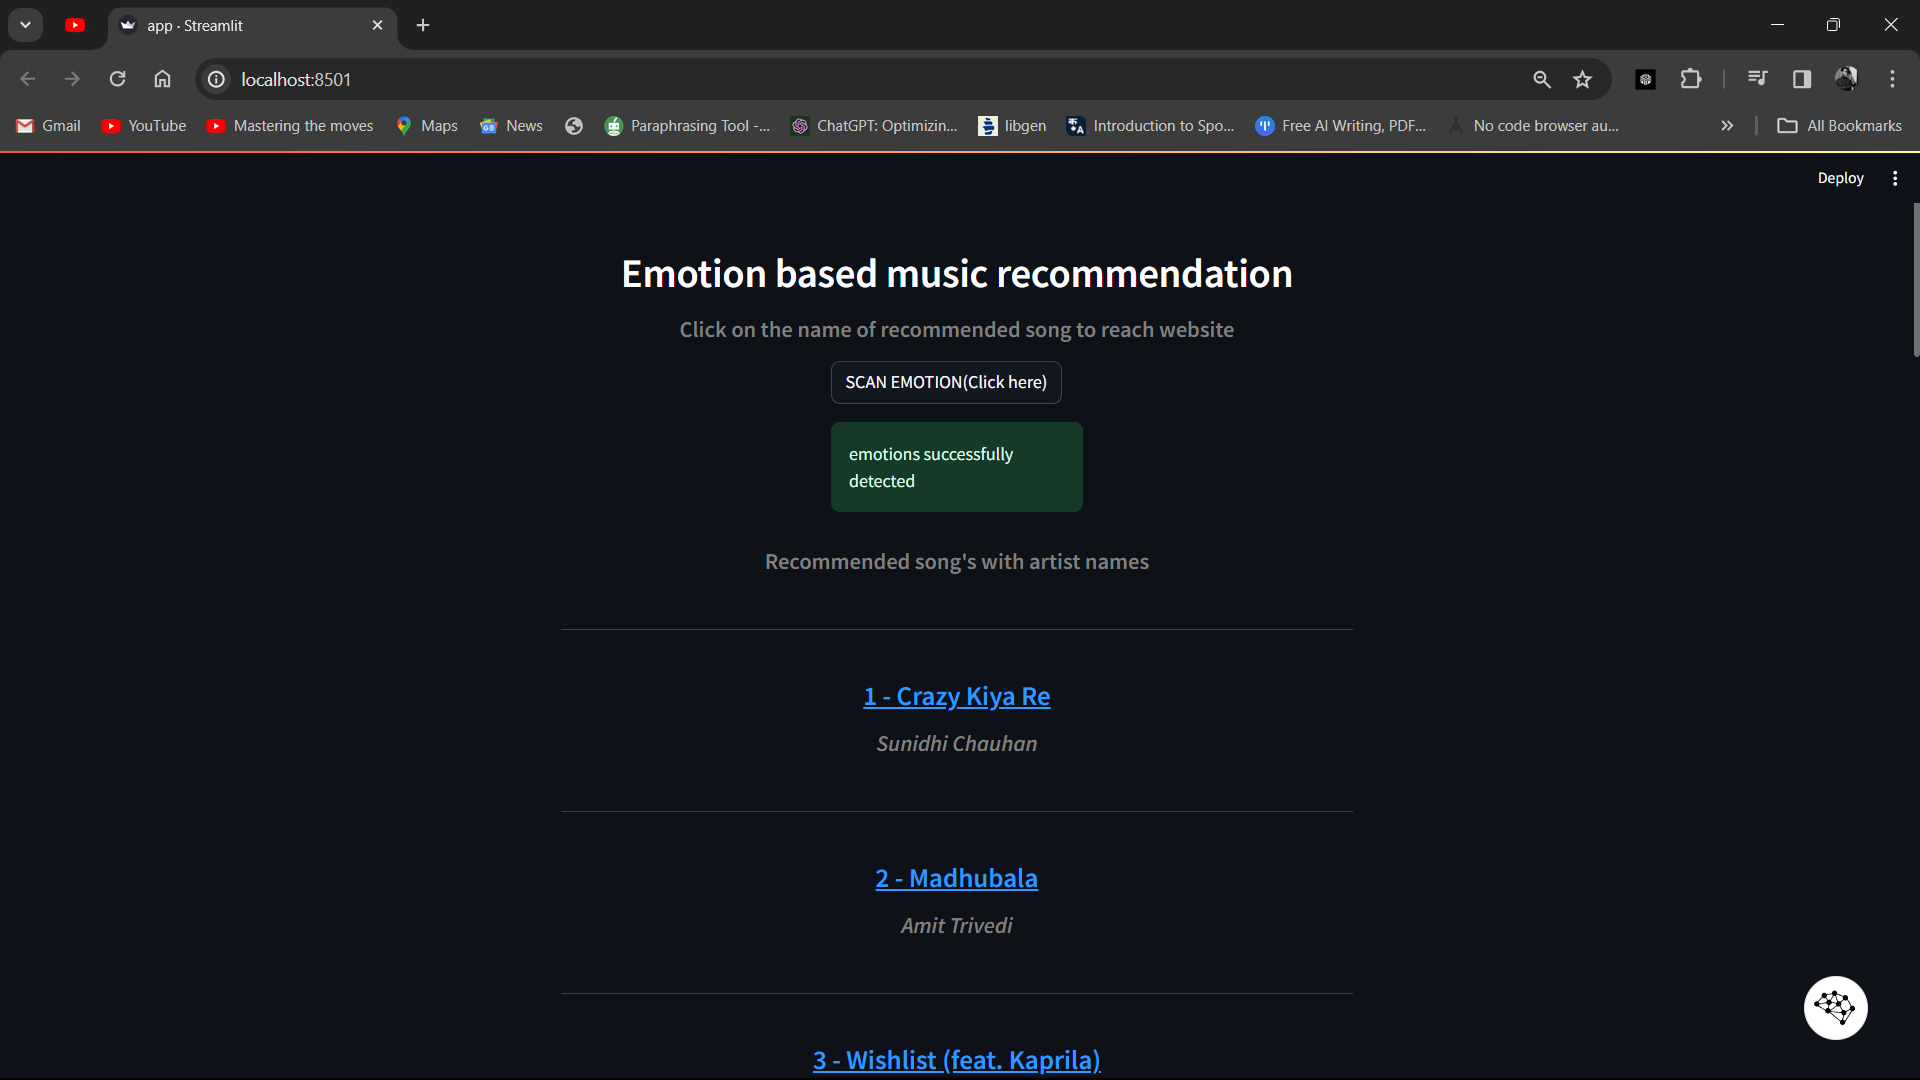 app · Streamlit
localhost:8501
Gmail
YouTube
Mastering the moves
Maps
News
Paraphrasing Tool -...
ChatGPT: Optimizin...
libgen
Introduction to Spo...
Free AI Writing, PDF...
No code browser au...
All Bookmarks
Deploy
Emotion based music recommendation
Click on the name of recommended song to reach website
SCAN EMOTION(Click here)
emotions successfully
detected
Recommended song's with artist names
1 - Crazy Kiya Re
Sunidhi Chauhan
2 - Madhubala
Amit Trivedi
3 - Wishlist (feat. Kaprila)